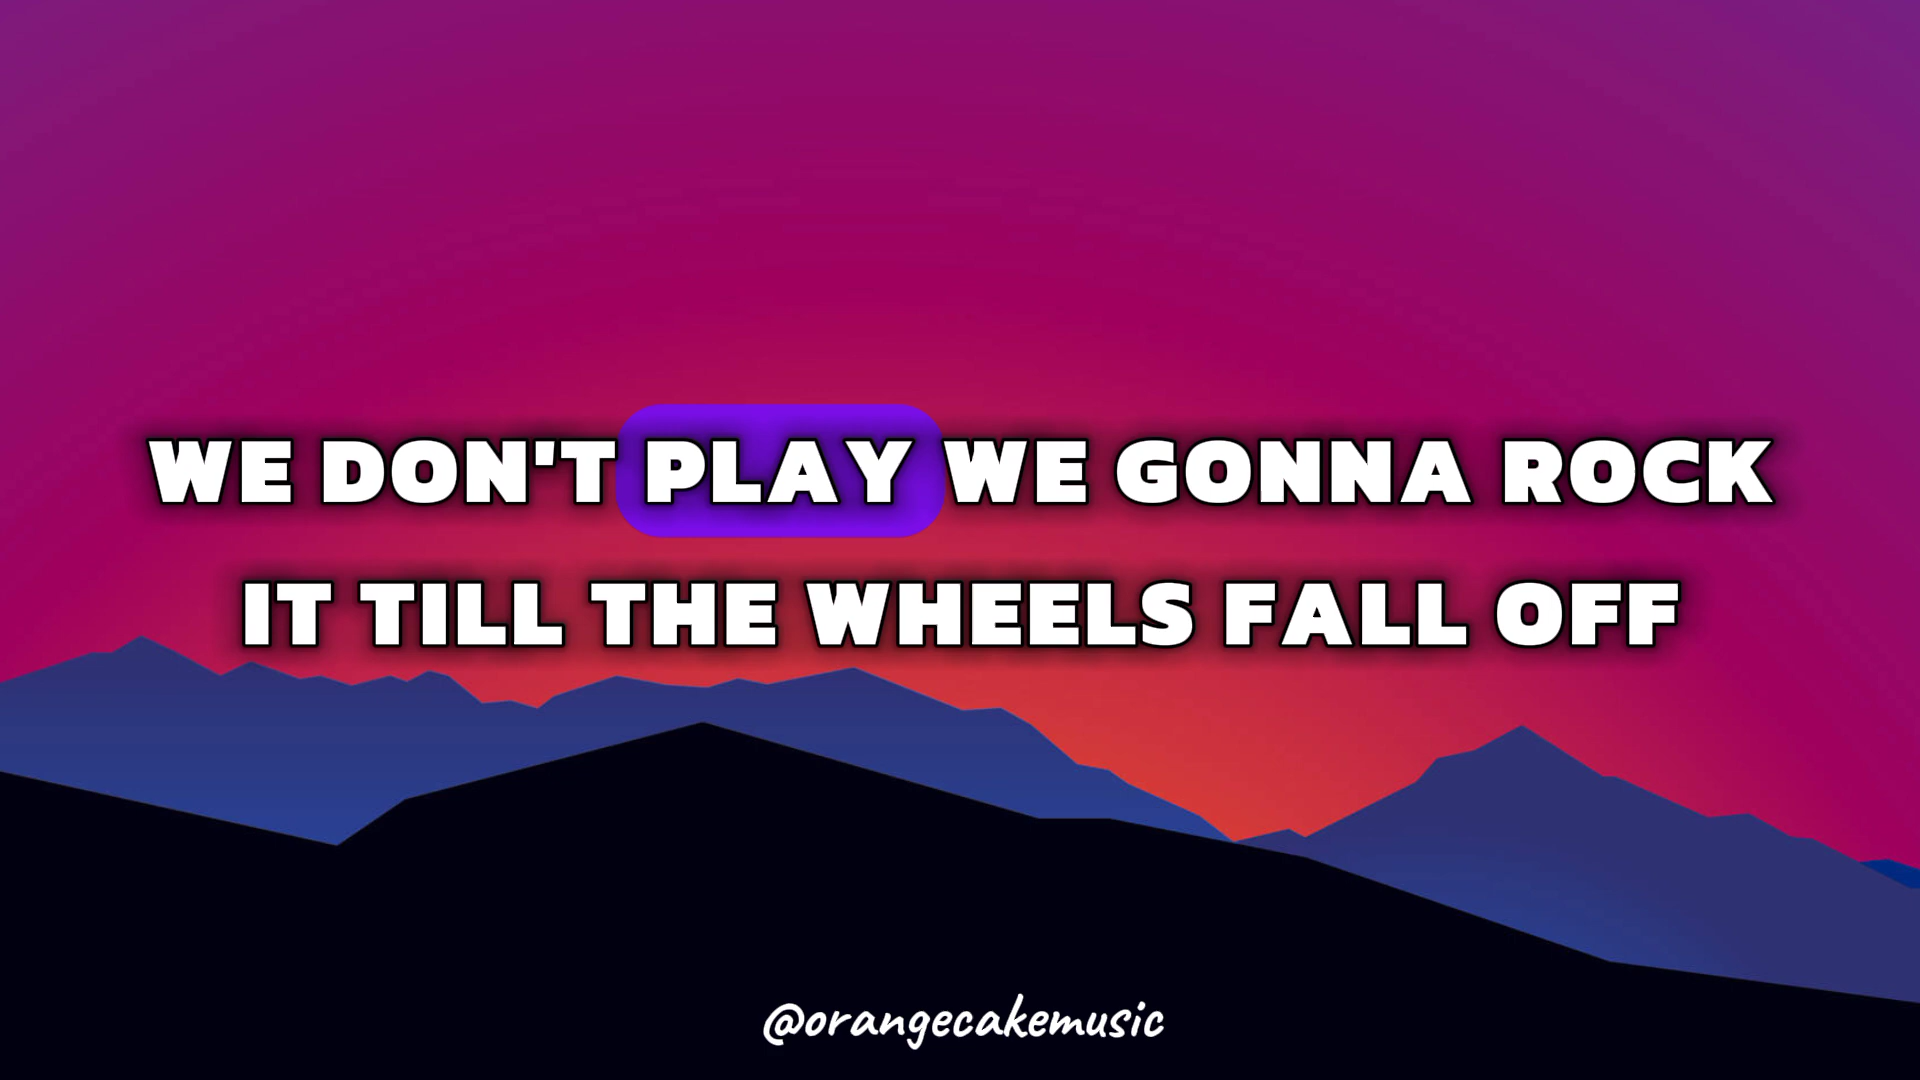 WE DON'T PLAY WE GONNA ROCK
IT TILL THE WHEELS FALL OFF
@orangecakemusic